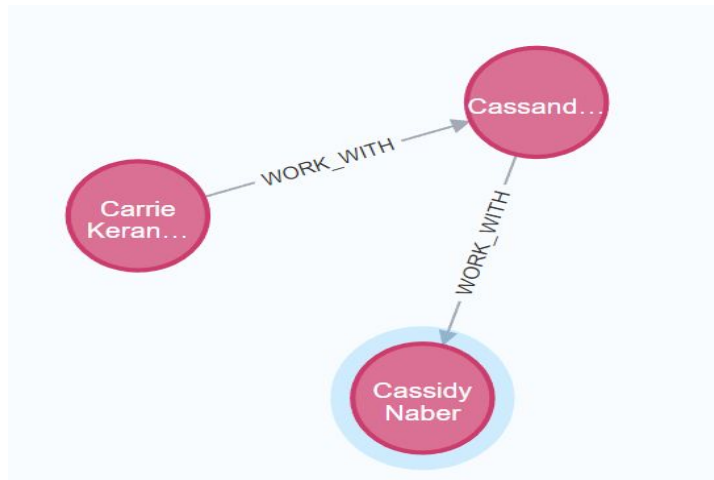 Cassand...
WORK_WITH
Carrie
Keran...
WORK_WITH
Cassidy
Naber